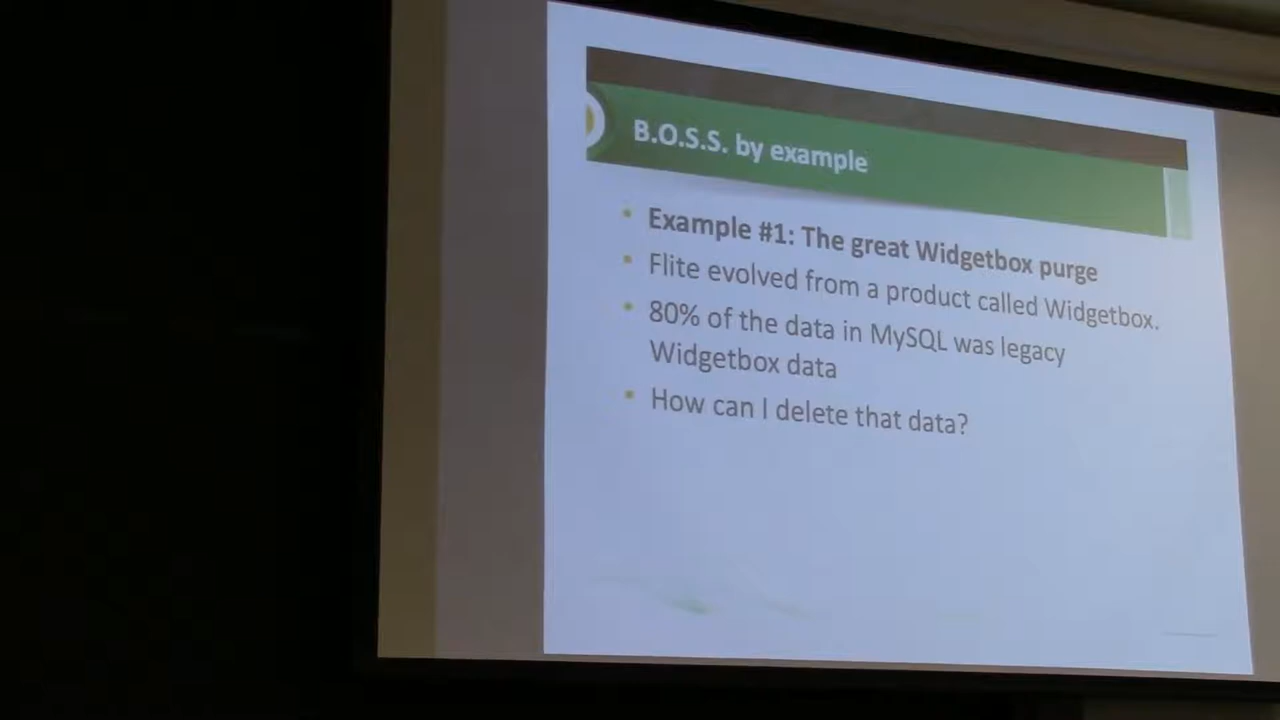 B.O.S.S. by example
Example #1: The great Widgetbox purge
Flite evolved from a product called Widgetbox.
80% of the data in MySQL was legacy
Widgetbox data
How can I delete that data?